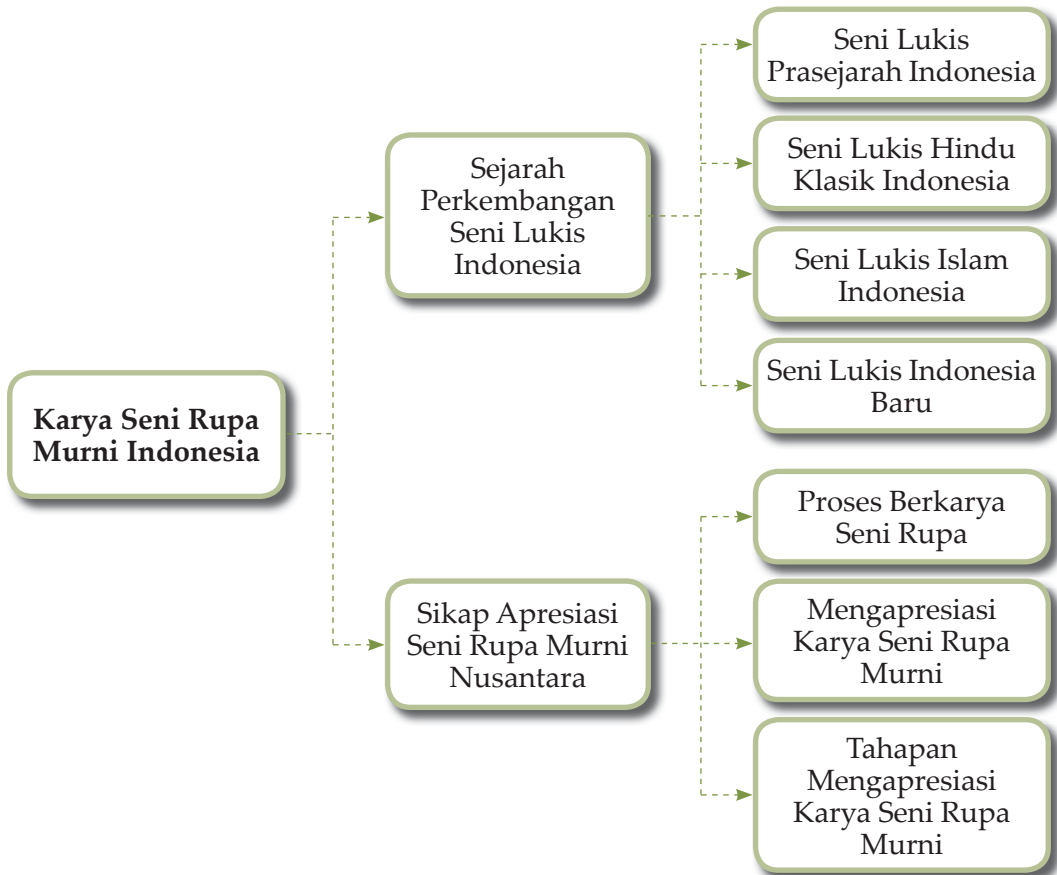 Karya Seni Rupa
Murni Indonesia
Sejarah
Perkembangan
Seni Lukis
Indonesia
Seni Lukis
Prasejarah Indonesia
Seni Lukis Hindu
Klasik Indonesia
Seni Lukis Islam
Indonesia
Seni Lukis Indonesia
Baru
Sikap Apresiasi
Seni Rupa Murni
Nusantara
Proses Berkarya
Seni Rupa
Mengapresiasi
Karya Seni Rupa
Murni
Tahapan
Mengapresiasi
Karya Seni Rupa
Murni